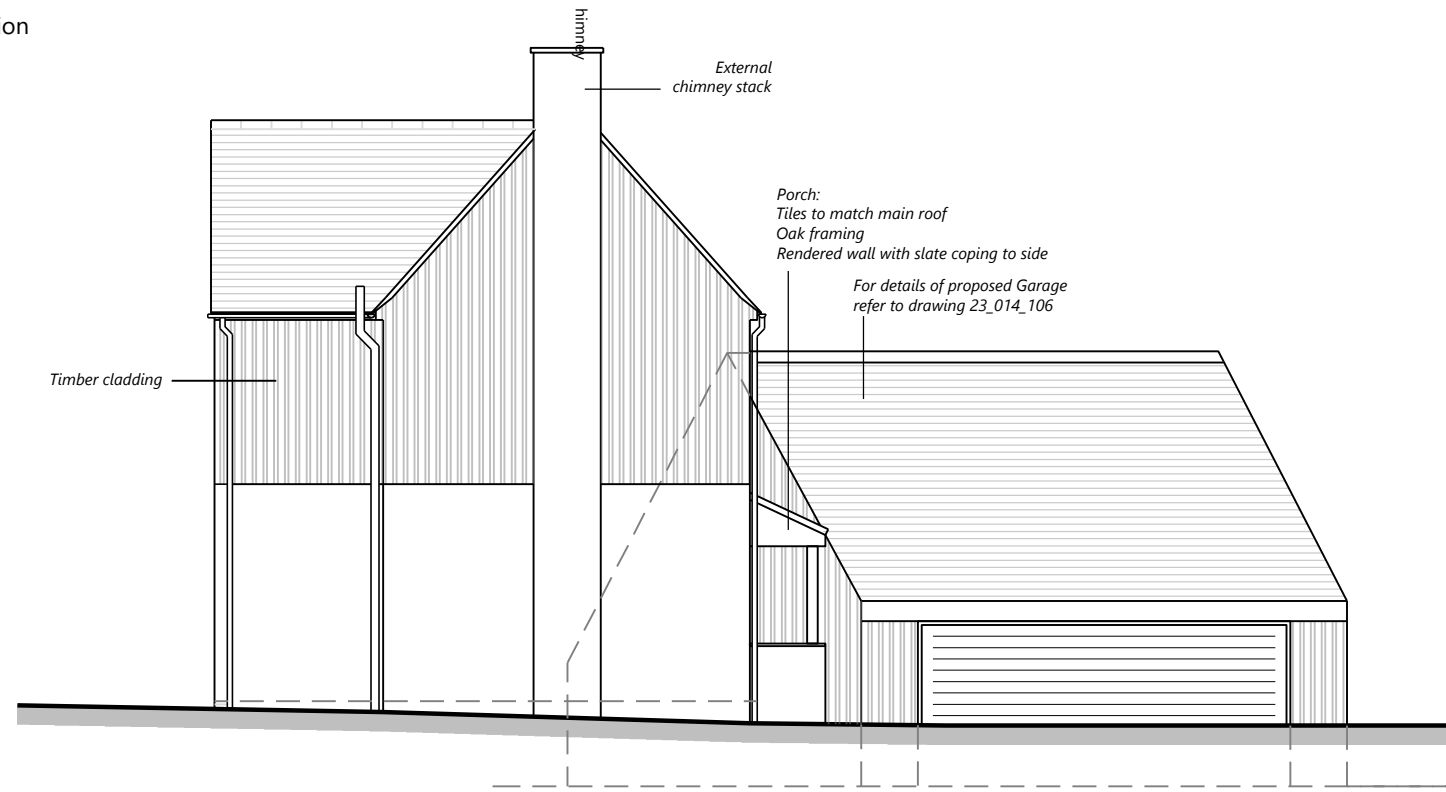 ion
himney
External
chimney stack
Porch:
Tiles to match main roof
Oak framing
Rendered wall with slate coping to side
For details of proposed Garage
refer to drawing 23_014_106
Timber cladding